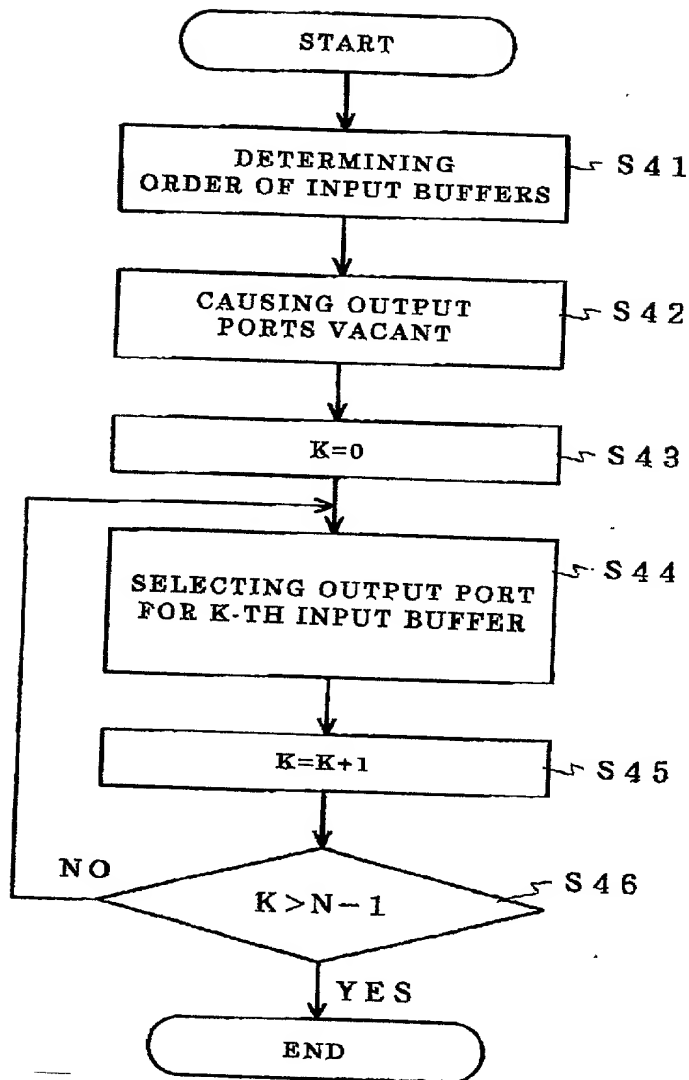 START
DETERMINING
ORDER OF INPUT BUFFERS
S41
CAUSING OUTPUT
PORTS VACANT
S42
K=0
S43
SELECTING OUTPUT PORT
FOR K-TH INPUT BUFFER
S44
K=K+1
S45
NO
K>N-1
S46
YES
END